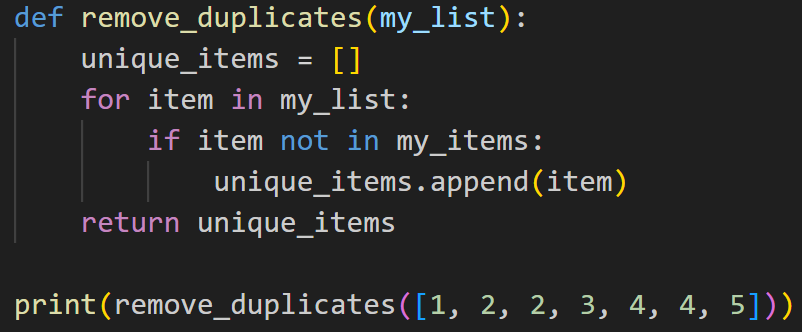 def remove_duplicates(my_list):
    unique_items = []
    for item in my_list:
        if item not in my_items:
            unique_items.append(item)
    return unique_items

print(remove_duplicates([1, 2, 2, 3, 4, 4, 5]))